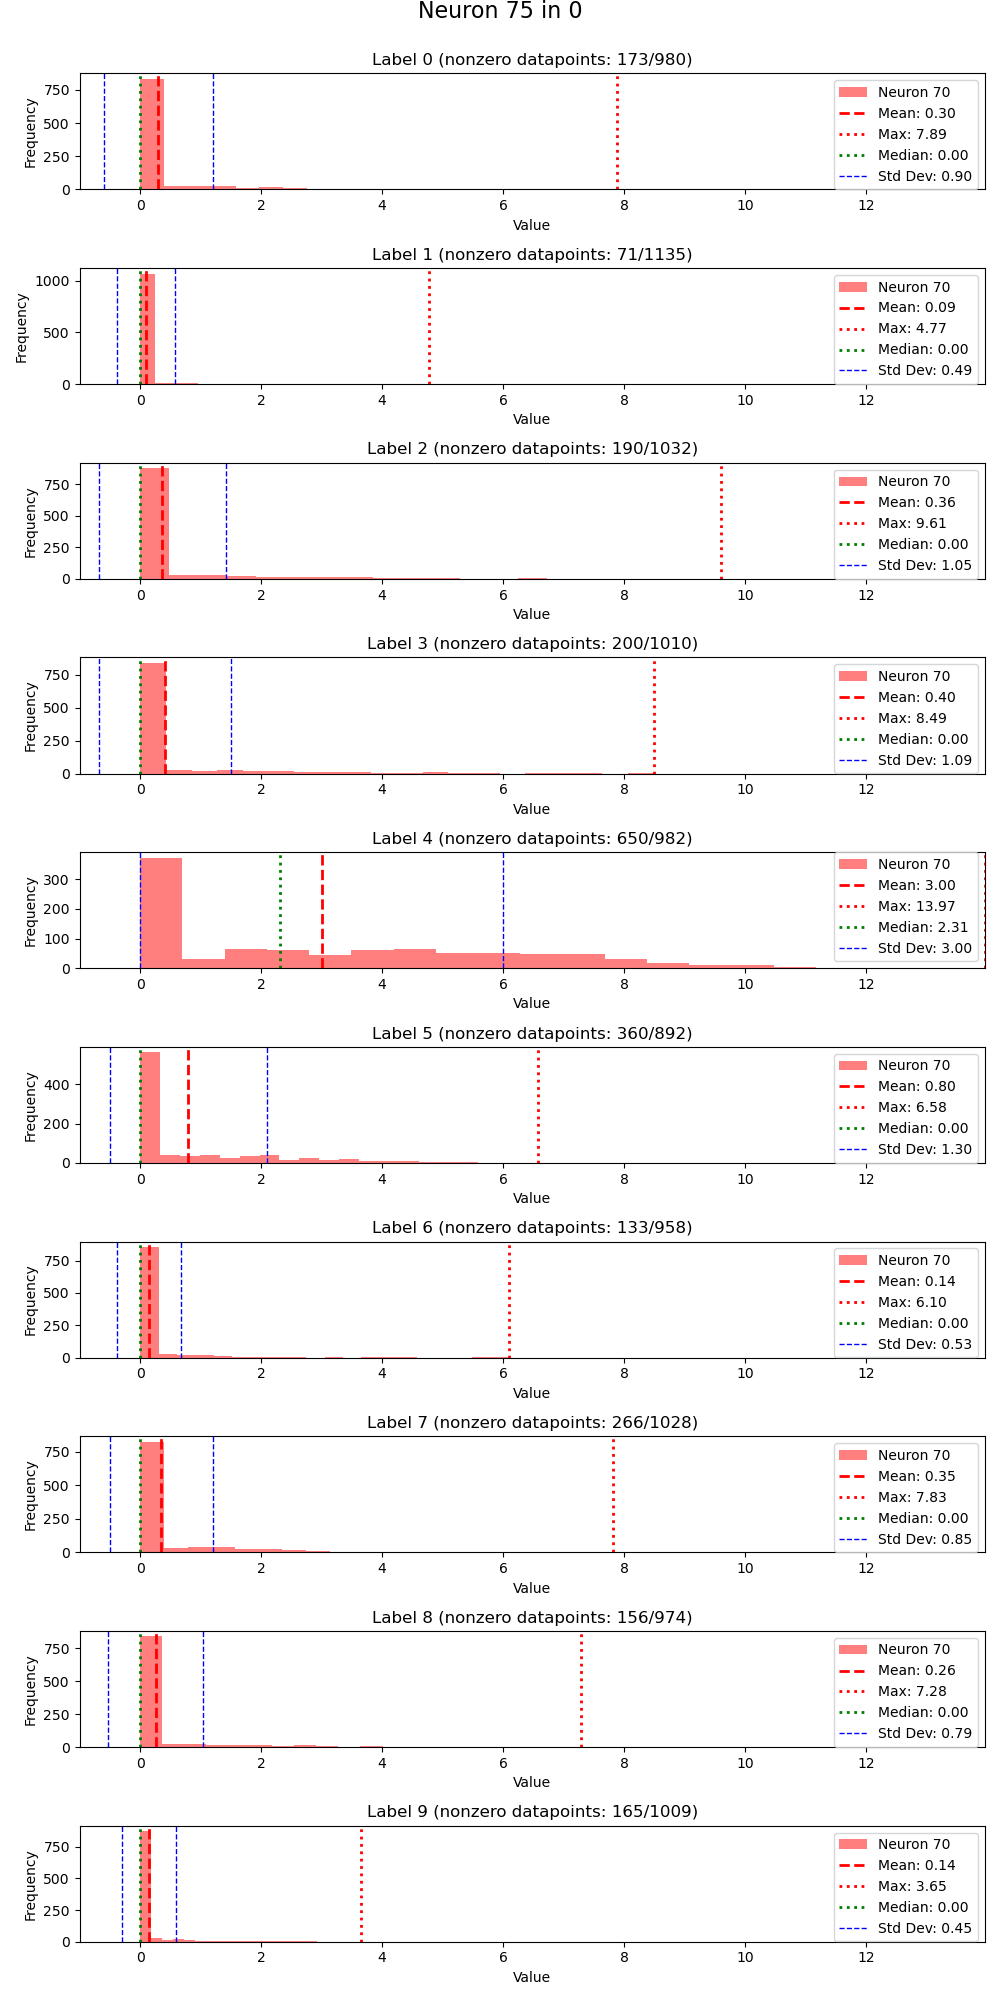 Neuron 75 in 0
Label 0 (nonzero datapoints: 173/980)
Frequency
750
500
250
0
Neuron 70
Mean: 0.30
Max: 7.89
Median: 0.00
Std Dev: 0.90
0 2 4 6 8 10 12
Value
Label 1 (nonzero datapoints: 71/1135)
Frequency
1000
500
0
Neuron 70
Mean: 0.09
Max: 4.77
Median: 0.00
Std Dev: 0.49
0 2 4 6 8 10 12
Value
Label 2 (nonzero datapoints: 190/1032)
Frequency
750
500
250
0
Neuron 70
Mean: 0.36
Max: 9.61
Median: 0.00
Std Dev: 1.05
0 2 4 6 8 10 12
Value
Label 3 (nonzero datapoints: 200/1010)
Frequency
750
500
250
0
Neuron 70
Mean: 0.40
Max: 8.49
Median: 0.00
Std Dev: 1.09
0 2 4 6 8 10 12
Value
Label 4 (nonzero datapoints: 650/982)
Frequency
300
200
100
0
Neuron 70
Mean: 3.00
Max: 13.97
Median: 2.31
Std Dev: 3.00
0 2 4 6 8 10 12
Value
Label 5 (nonzero datapoints: 360/892)
Frequency
400
200
0
Neuron 70
Mean: 0.80
Max: 6.58
Median: 0.00
Std Dev: 1.30
0 2 4 6 8 10 12
Value
Label 6 (nonzero datapoints: 133/958)
Frequency
750
500
250
0
Neuron 70
Mean: 0.14
Max: 6.10
Median: 0.00
Std Dev: 0.53
0 2 4 6 8 10 12
Value
Label 7 (nonzero datapoints: 266/1028)
Frequency
750
500
250
0
Neuron 70
Mean: 0.35
Max: 7.83
Median: 0.00
Std Dev: 0.85
0 2 4 6 8 10 12
Value
Label 8 (nonzero datapoints: 156/974)
Frequency
750
500
250
0
Neuron 70
Mean: 0.26
Max: 7.28
Median: 0.00
Std Dev: 0.79
0 2 4 6 8 10 12
Value
Label 9 (nonzero datapoints: 165/1009)
Frequency
750
500
250
0
Neuron 70
Mean: 0.14
Max: 3.65
Median: 0.00
Std Dev: 0.45
0 2 4 6 8 10 12
Value